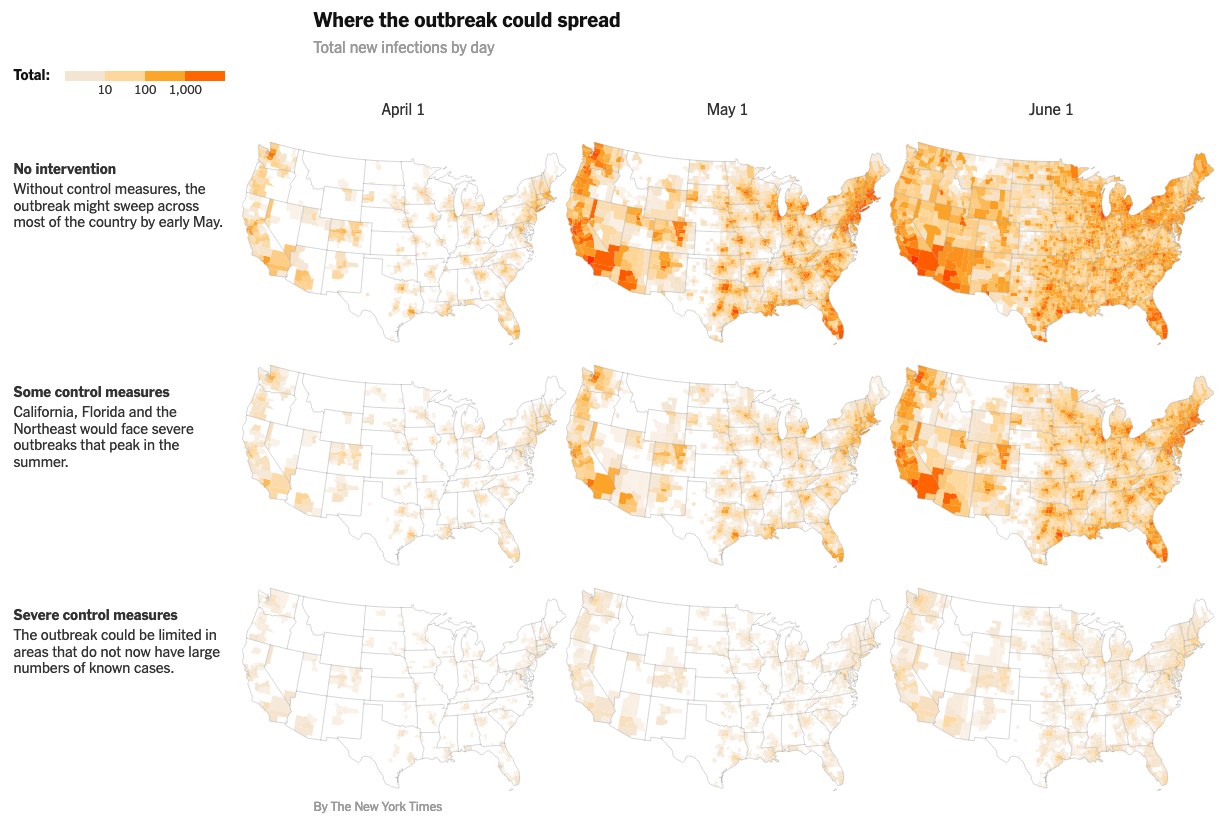 Where the outbreak could spread
Total new infections by day
Total:
10 100 1,000
April 1 May 1 June 1
No intervention
Without control measures, the
outbreak might sweep across
most of the country by early May.
Some control measures
California, Florida and the
Northeast would face severe
outbreaks that peak in the
summer.
Severe control measures
The outbreak could be limited in
areas that do not now have large
numbers of known cases.
By The New York Times